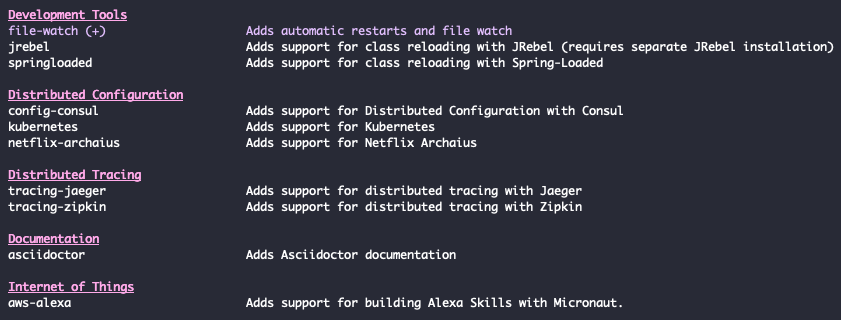 Development Tools
file-watch (+) Adds automatic restarts and file watch
jrebel Adds support for class reloading with JRebel (requires separate JRebel installation)
springloaded Adds support for class reloading with Spring-Loaded
Distributed Configuration
config-consul Adds support for Distributed Configuration with Consul
kubernetes Adds support for Kubernetes
netflix-archaius Adds support for Netflix Archaius
Distributed Tracing
tracing-jaeger Adds support for distributed tracing with Jaeger
tracing-zipkin Adds support for distributed tracing with Zipkin
Documentation
asciidoctor Adds Asciidoctor documentation
Internet of Things
aws-alexa Adds support for building Alexa Skills with Micronaut.